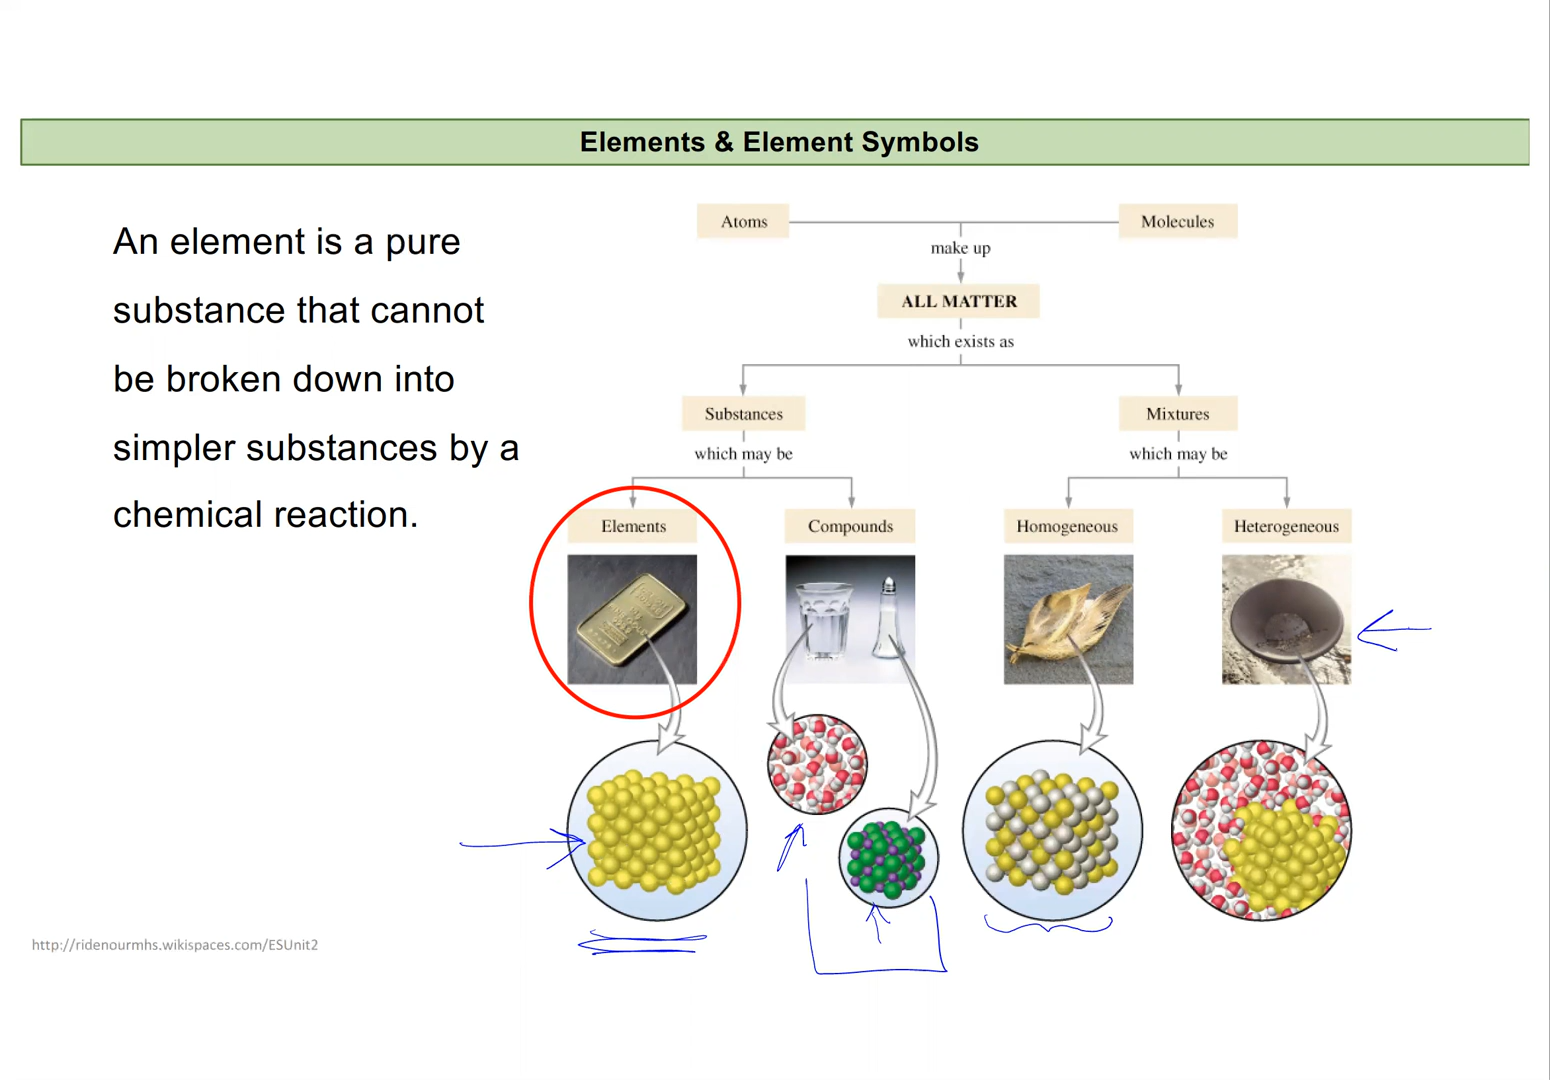 Elements & Element Symbols
An element is a pure
substance that cannot
be broken down into
simpler substances by a
chemical reaction.
Atoms
Molecules
make up
ALL MATTER
which exists as
Substances
Mixtures
which may be
which may be
Elements
Compounds
Homogeneous
Heterogeneous
http://ridenourmhs.wikispaces.com/ESUnit2